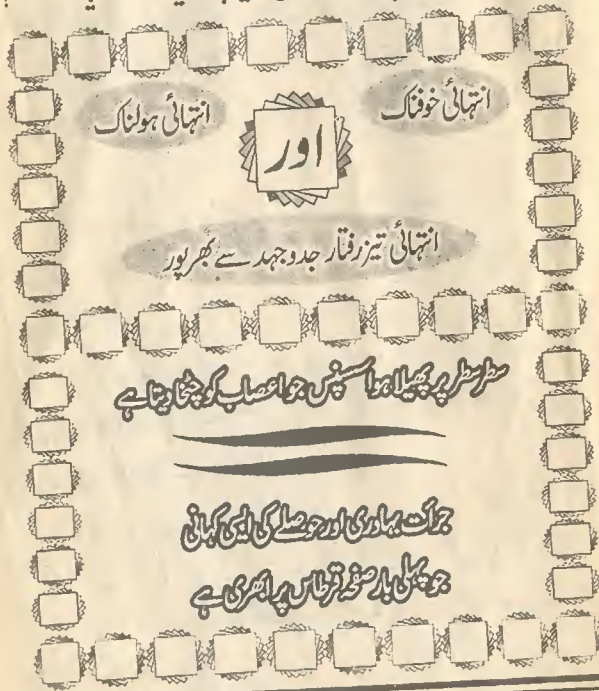 انتہائی خوفناک
اور
انتہائی ہولناک
انتہائی تیز رفتار جدوجہد سے بھرپور
سطر سطر پر پھیلا ہوا سسپنس جو اعصاب کو چٹخا دیتا ہے
جرأت بہادری اور حوصلے کی ایسی کہانی
جو پہلی بار صفحہ قرطاس پر ابھری ہے